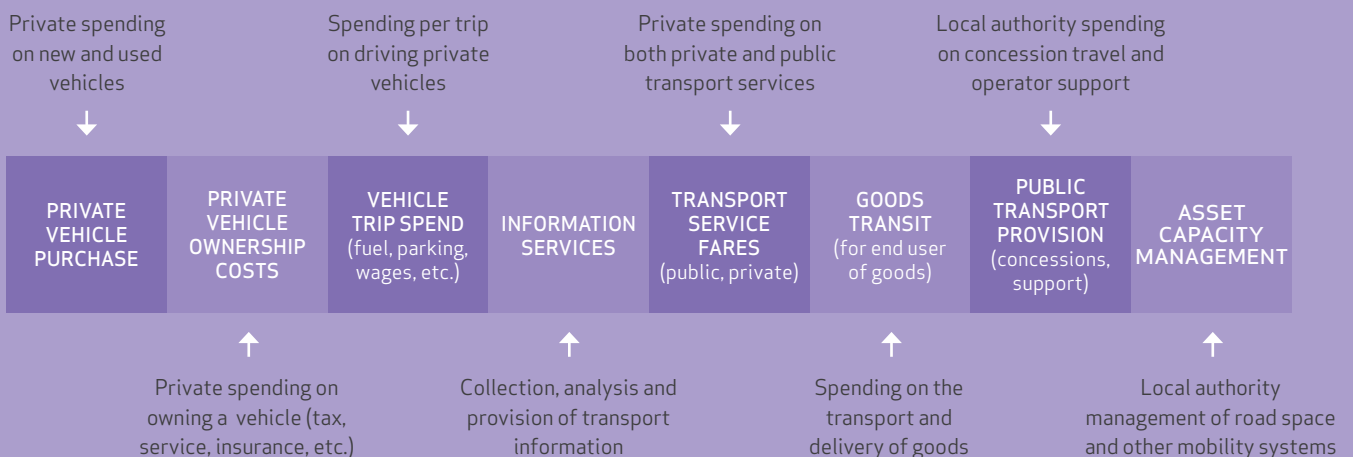 Private spending
on new and used
vehicles
Spending per trip
on driving private
vehicles
Private spending on
both private and public
transport services
Local authority spending
on concession travel and
operator support
PRIVATE
VEHICLE
PURCHASE
PRIVATE
VEHICLE
OWNERSHIP
COSTS
VEHICLE
TRIP SPEND
(fuel, parking,
wages, etc.)
INFORMATION
SERVICES
TRANSPORT
SERVICE
FARES
(public, private)
GOODS
TRANSIT
(for end user
of goods)
PUBLIC
TRANSPORT
PROVISION
(concessions,
support)
ASSET
CAPACITY
MANAGEMENT
Private spending on
owning a vehicle (tax,
service, insurance, etc.)
Collection, analysis and
provision of transport
information
Spending on the
transport and
delivery of goods
Local authority
management of road space
and other mobility systems